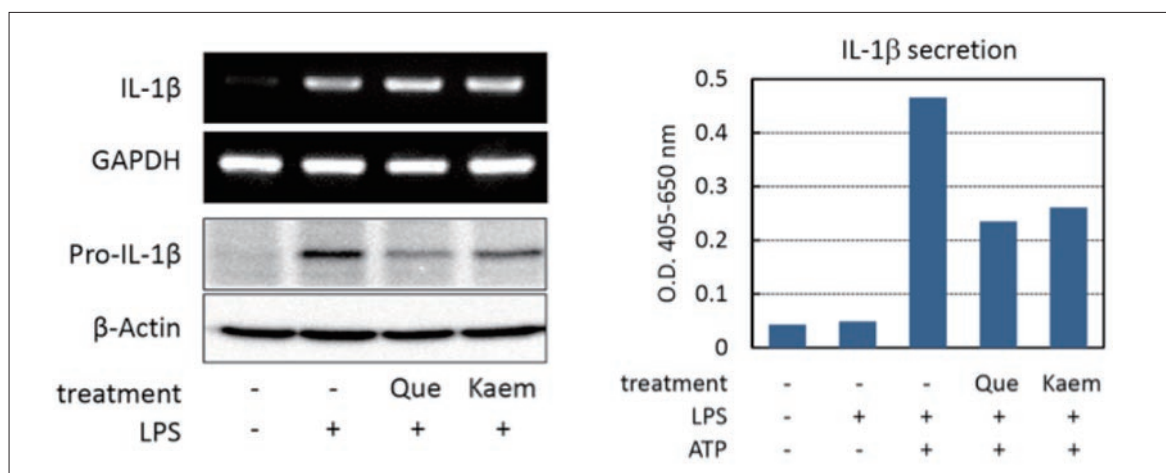 IL-1β
GAPDH
Pro-IL-1β
β-Actin
treatment - - Que Kaem
LPS - + + +
IL-1β secretion
O.D. 405-650 nm
0.5
0.4
0.3
0.2
0.1
0
treatment - - - Que Kaem
LPS - + + + +
ATP - - + + +